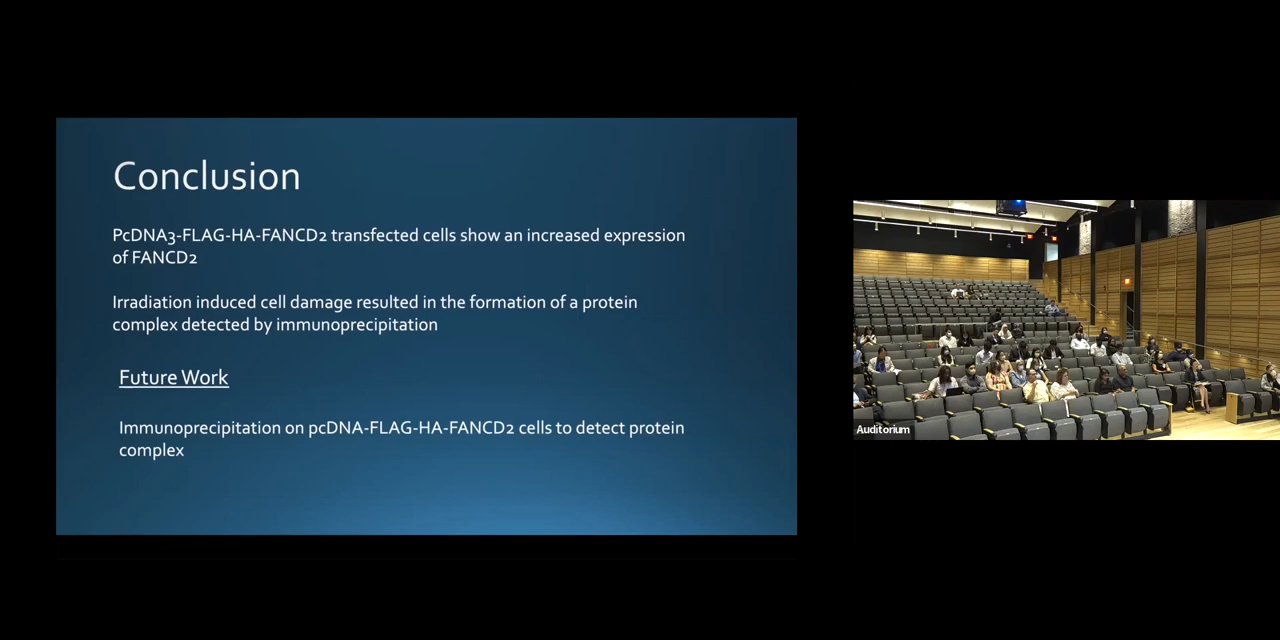 Conclusion
PcDNA3-FLAG-HA-FANCD2 transfected cells show an increased expression
of FANCD2
Irradiation induced cell damage resulted in the formation of a protein
complex detected by immunoprecipitation
Future Work
Immunoprecipitation on pcDNA-FLAG-HA-FANCD2 cells to detect protein
complex
Auditorium